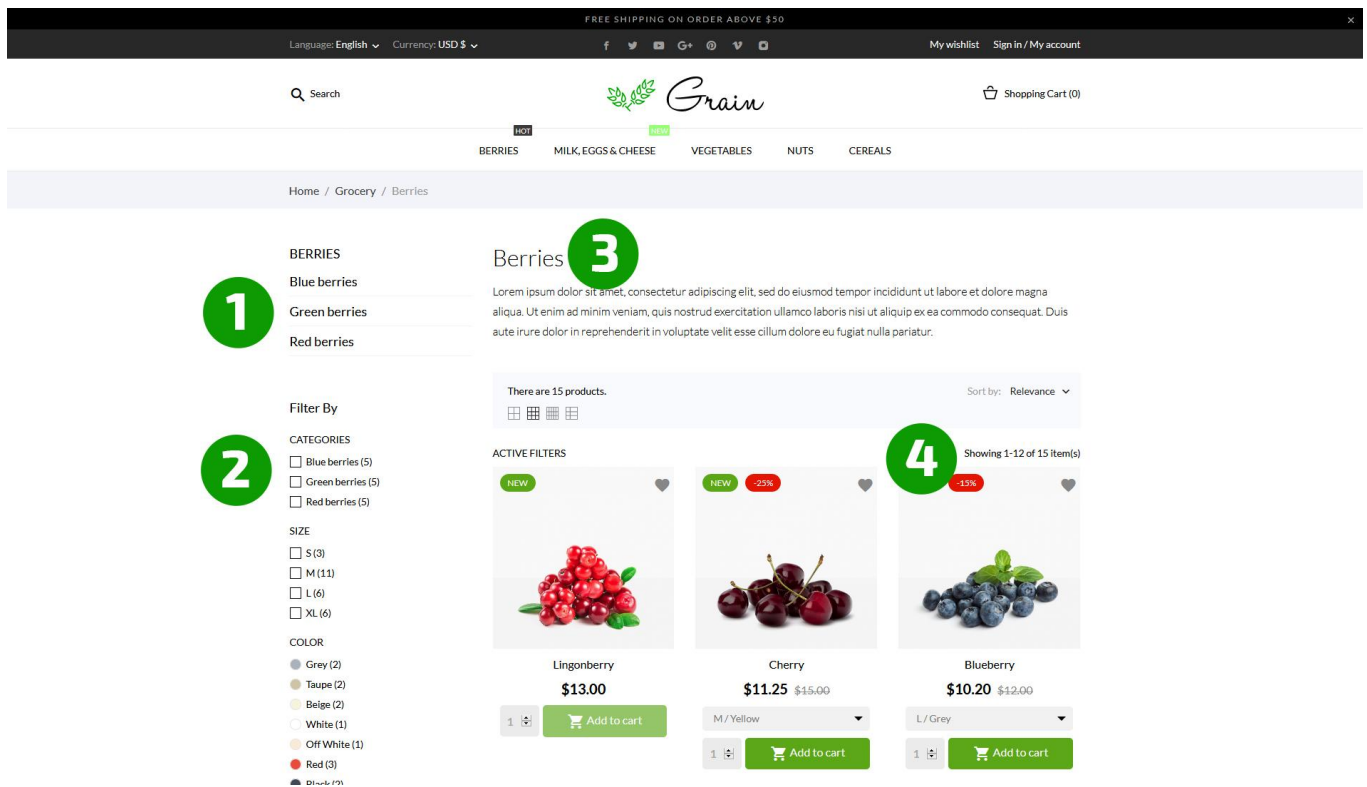 FREE SHIPPING ON ORDER ABOVE $50
×
Language: English Currency: USD $
My wishlist Sign in / My account
Search
Grain
Shopping Cart (0)
HOT
NEW
BERRIES MILK, EGGS & CHEESE VEGETABLES NUTS CEREALS
Home / Grocery / Berries
BERRIES
Blue berries
Green berries
Red berries
1
Filter By
2
CATEGORIES
Blue berries (5)
Green berries (5)
Red berries (5)
SIZE
S (3)
M (11)
L (6)
XL (6)
COLOR
Grey (2)
Taupe (2)
Beige (2)
White (1)
Off White (1)
Red (3)
Black (2)
Berries
3
Lorem ipsum dolor sit amet, consectetur adipiscing elit, sed do eiusmod tempor incididunt ut labore et dolore magna
aliqua. Ut enim ad minim veniam, quis nostrud exercitation ullamco laboris nisi ut aliquip ex ea commodo consequat. Duis
aute irure dolor in reprehenderit in voluptate velit esse cillum dolore eu fugiat nulla pariatur.
There are 15 products.
Sort by: Relevance
ACTIVE FILTERS
4
Showing 1-12 of 15 item(s)
NEW
Lingonberry
$13.00
1 Add to cart
NEW -25%
Cherry
$11.25 $15.00
M / Yellow
1 Add to cart
-15%
Blueberry
$10.20 $12.00
L / Grey
1 Add to cart